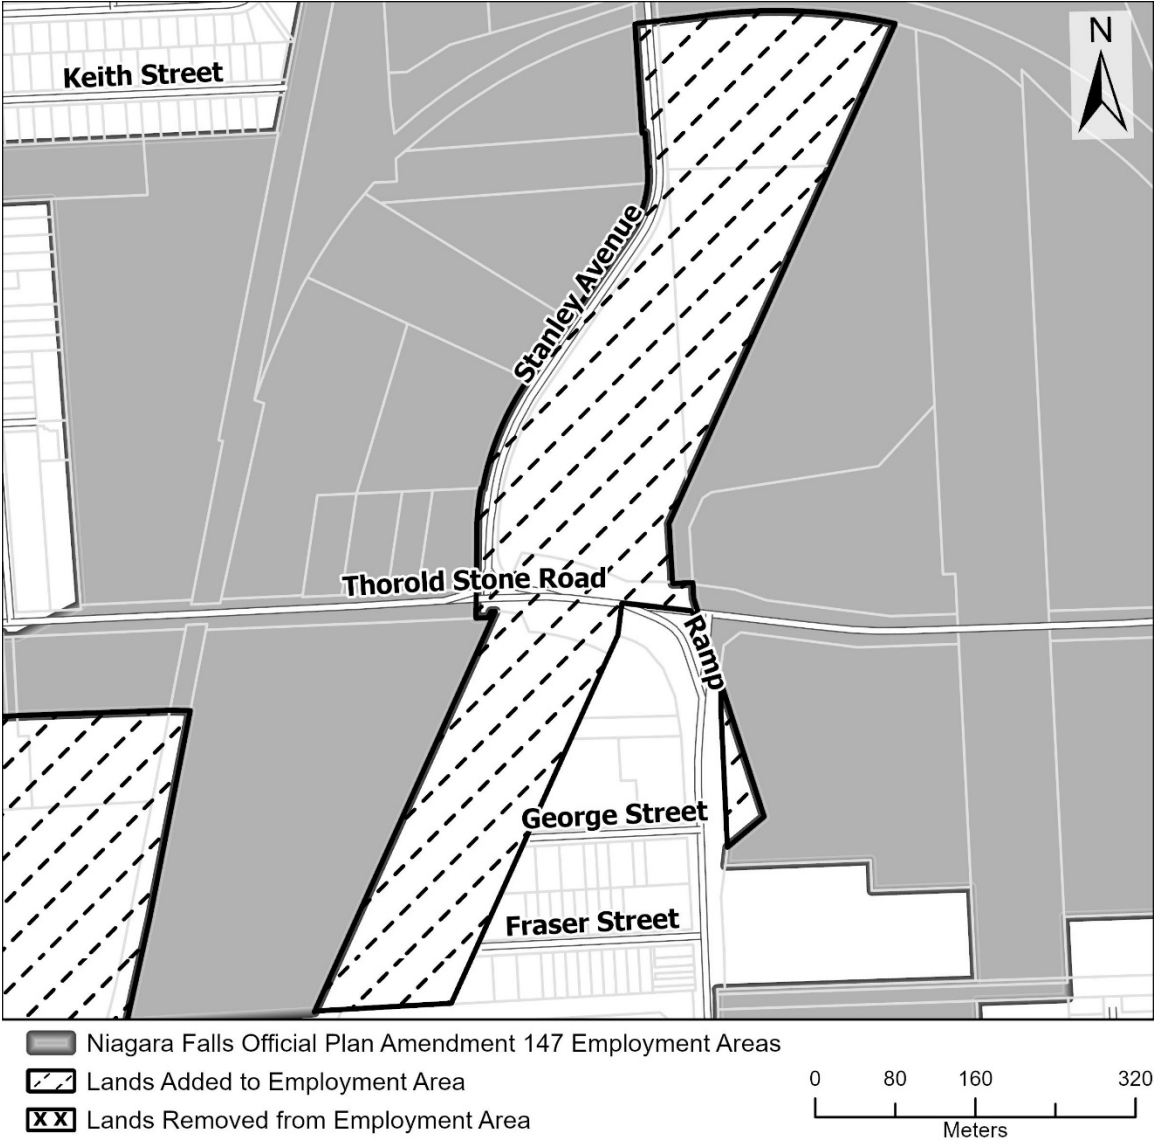 N
Keith Street
Stanley Avenue
Thorold Stone Road
Ramp
George Street
Fraser Street
Niagara Falls Official Plan Amendment 147 Employment Areas
Lands Added to Employment Area
XX Lands Removed from Employment Area
0 80 160 320
Meters